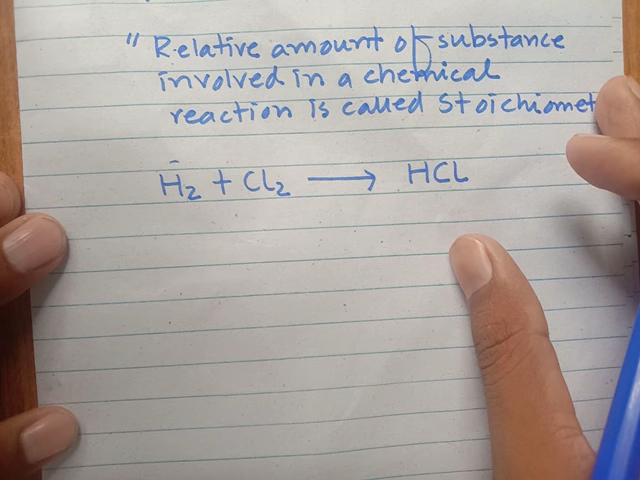 " Relative amount of substance
involved in a chemical
reaction is called Stoichiomet
H₂ + CL₂ ⟶ HCL